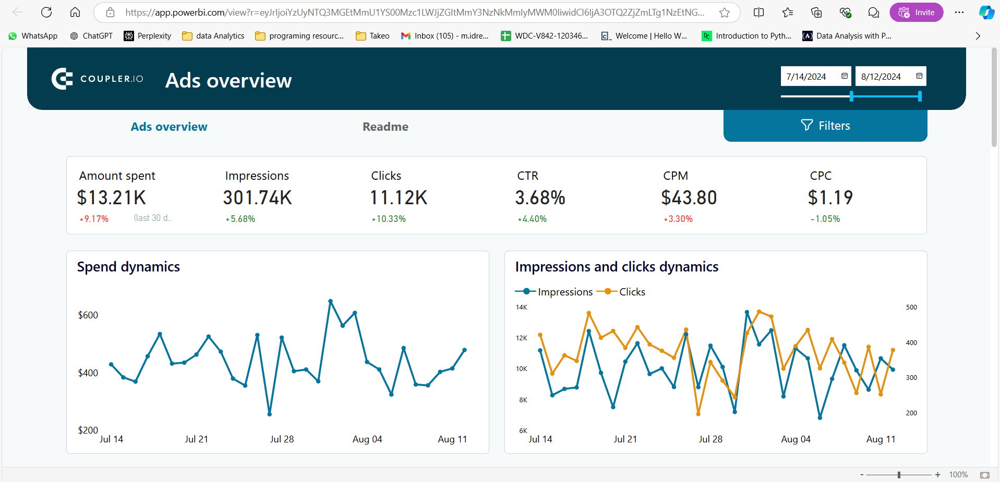 https://app.powerbi.com/view?r=eyJrIjoiYzUyNTQ3MGEtMmU1YS00Mzc1LWJjZGItMmY3NzNkMmIyMWM0IiwidCI6IjA3OTQ2ZjZmLTg1NzEtNG... Invite
WhatsApp ChatGPT Perplexity data Analytics programing resourc... Takeo Inbox (105) - m.idre... WDC-V842-120346... Welcome | Hello W... Introduction to Pyth... Data Analysis with P...
COUPLER.IO Ads overview 7/14/2024 8/12/2024
Ads overview Readme Filters
Amount spent Impressions Clicks CTR CPM CPC
$13.21K 301.74K 11.12K 3.68% $43.80 $1.19
+9.17% (last 30 d... +5.68% +10.33% +4.40% +3.30% -1.05%
Spend dynamics
$600
$400
$200
Jul 14 Jul 21 Jul 28 Aug 04 Aug 11
Impressions and clicks dynamics
Impressions Clicks
14K 500
12K 400
10K 300
8K 200
6K
Jul 14 Jul 21 Jul 28 Aug 04 Aug 11
- + 100%